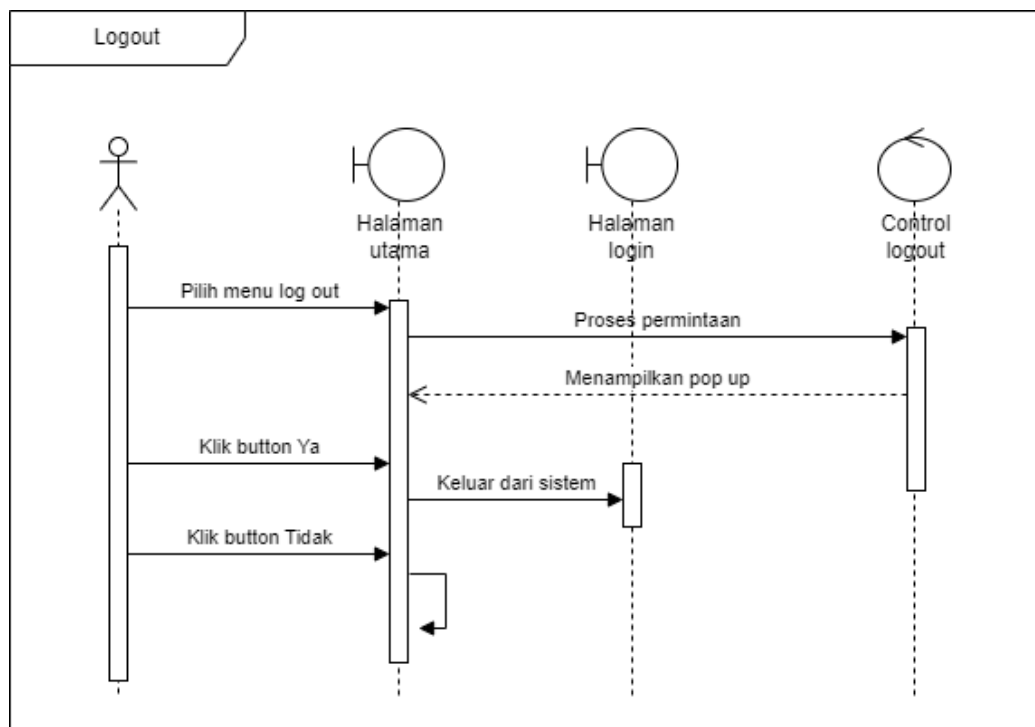 Logout
Halaman
utama
Halaman
login
Control
logout
Pilih menu log out
Proses permintaan
Menampilkan pop up
Klik button Ya
Keluar dari sistem
Klik button Tidak